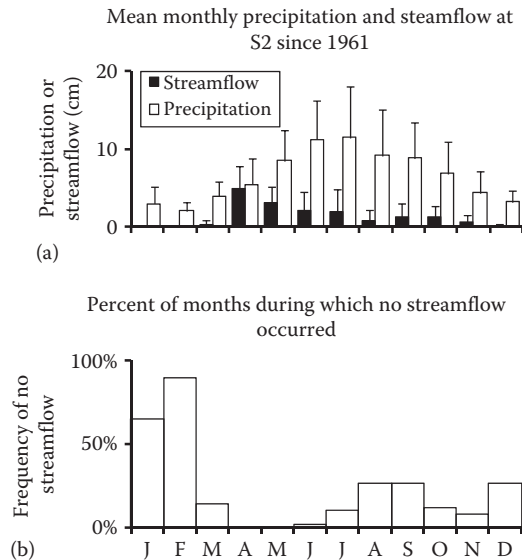 Mean monthly precipitation and steamflow at
S2 since 1961
Precipitation or
streamflow (cm)
20
10
0
Streamflow
Precipitation
(a)
Percent of months during which no streamflow
occurred
Frequency of no
streamflow
100%
50%
0%
J F M A M J J A S O N D
(b)